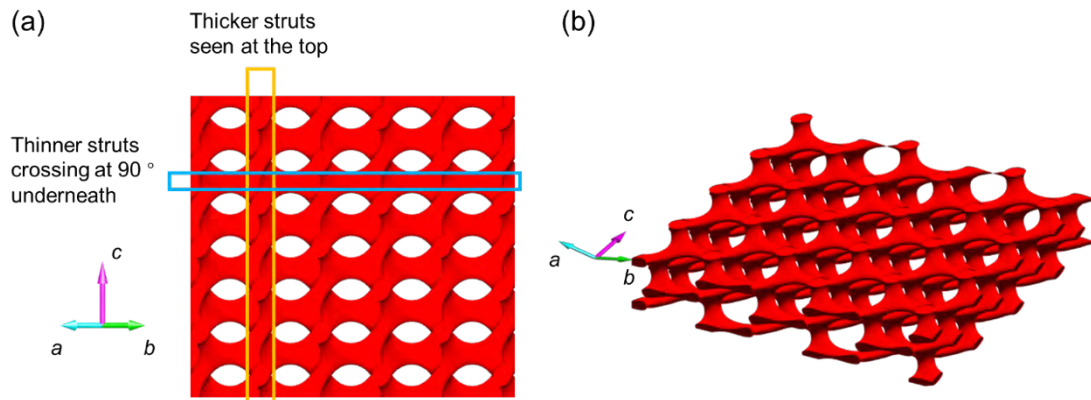 (a)
Thicker struts
seen at the top
Thinner struts
crossing at 90 °
underneath
c
a
b
(b)
c
a
b